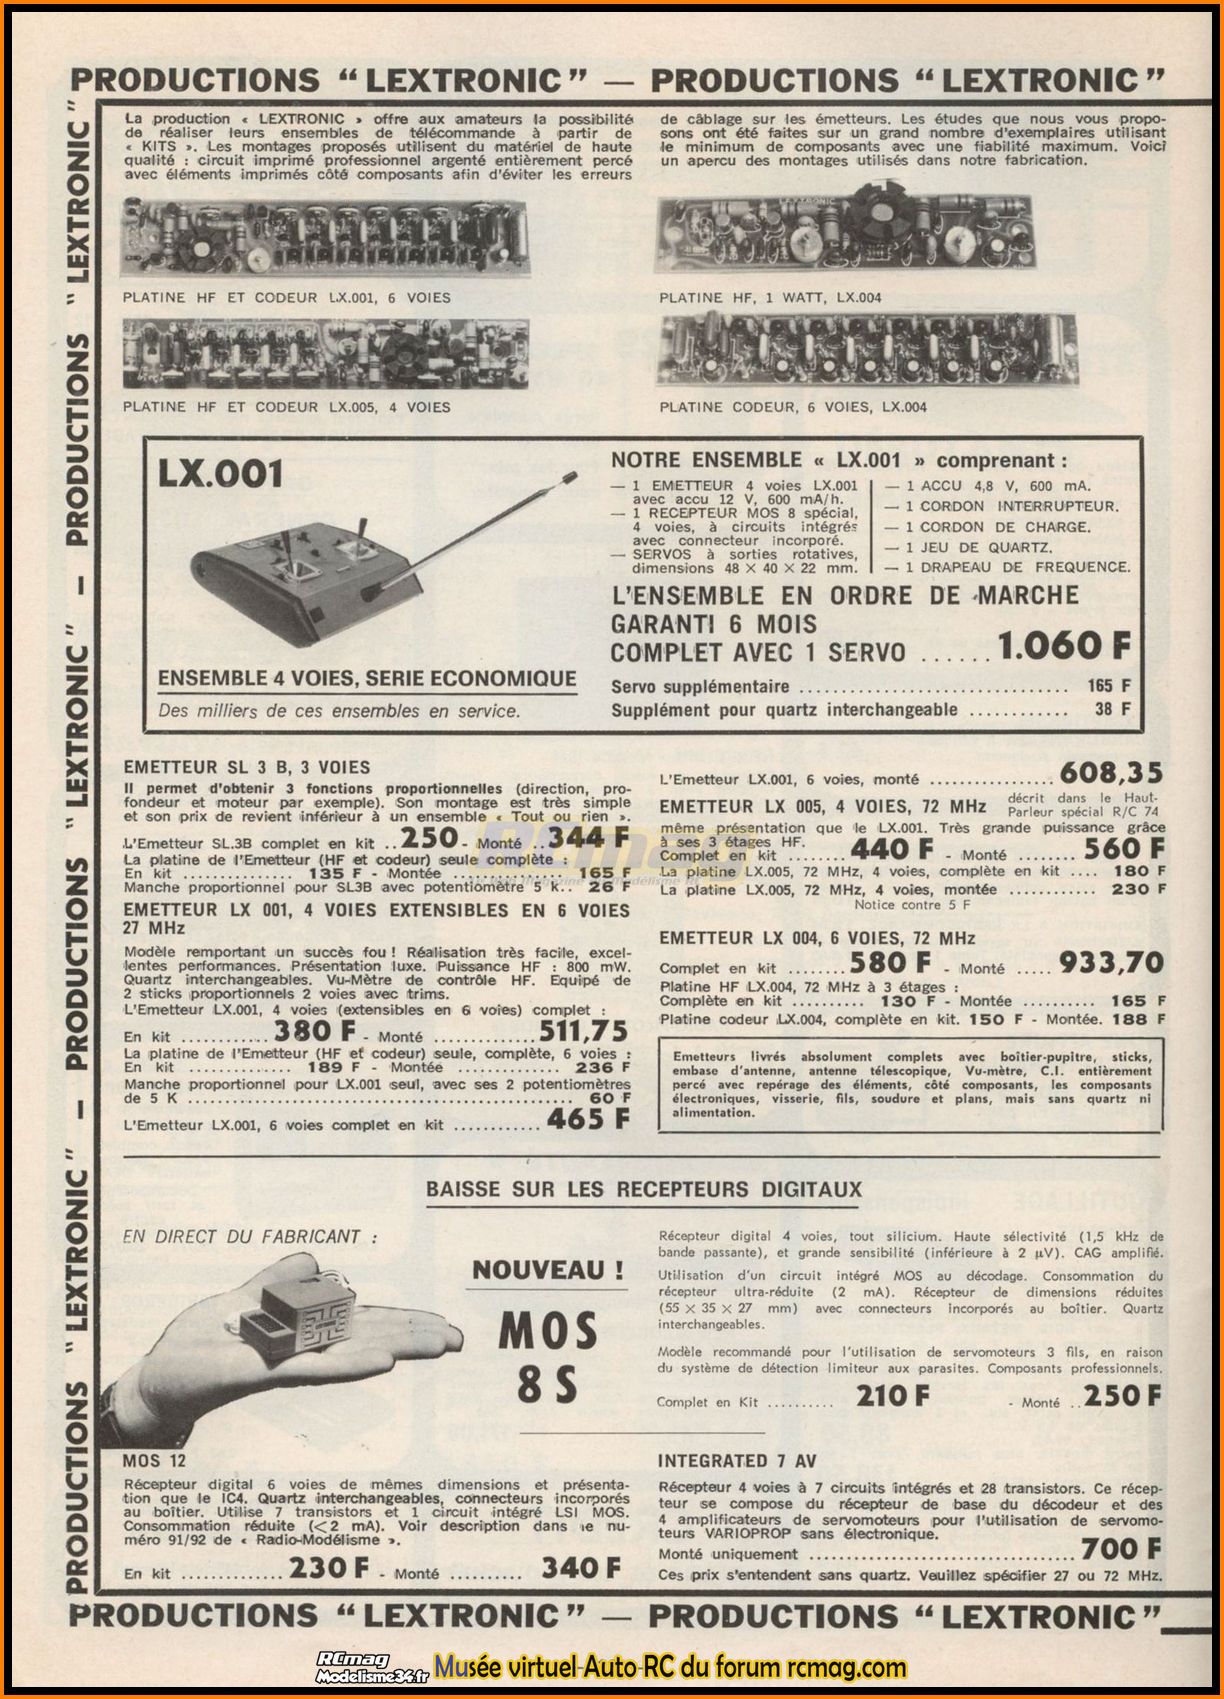 PRODUCTIONS “ LEXTRONIC ” — PRODUCTIONS “ LEXTRONIC ”
PRODUCTIONS “ LEXTRONIC ” — PRODUCTIONS “ LEXTRONIC ” — PRODUCTIONS “ LEXTRONIC ”
La production « LEXTRONIC » offre aux amateurs la possibilité
de réaliser leurs ensembles de télécommande à partir de
« KITS ». Les montages proposés utilisent du matériel de haute
qualité : circuit imprimé professionnel argenté entièrement percé
avec éléments imprimés côté composants afin d'éviter les erreurs
de câblage sur les émetteurs. Les études que nous vous propo-
sons ont été faites sur un grand nombre d'exemplaires utilisant
le minimum de composants avec une fiabilité maximum. Voici
un apercu des montages utilisés dans notre fabrication.
LEXTRONIC
PLATINE HF ET CODEUR LX.001, 6 VOIES
PLATINE HF, 1 WATT, LX.004
PLATINE HF ET CODEUR LX.005, 4 VOIES
PLATINE CODEUR, 6 VOIES, LX.004
LX.001
ENSEMBLE 4 VOIES, SERIE ECONOMIQUE
Des milliers de ces ensembles en service.
NOTRE ENSEMBLE « LX.001 » comprenant :
— 1 EMETTEUR 4 voies LX.001
avec accu 12 V, 600 mA/h.
— 1 RECEPTEUR MOS 8 spécial,
4 voies, à circuits intégrés
avec connecteur incorporé.
— SERVOS à sorties rotatives,
dimensions 48 × 40 × 22 mm.
— 1 ACCU 4,8 V, 600 mA.
— 1 CORDON INTERRUPTEUR.
— 1 CORDON DE CHARGE.
— 1 JEU DE QUARTZ.
— 1 DRAPEAU DE FREQUENCE.
L'ENSEMBLE EN ORDRE DE MARCHE
GARANTI 6 MOIS
COMPLET AVEC 1 SERVO ...... 1.060 F
Servo supplémentaire ................................ 165 F
Supplément pour quartz interchangeable ............ 38 F
EMETTEUR SL 3 B, 3 VOIES
Il permet d'obtenir 3 fonctions proportionnelles (direction, pro-
fondeur et moteur par exemple). Son montage est très simple
et son prix de revient inférieur à un ensemble « Tout ou rien ».
L'Emetteur SL.3B complet en kit .. 250 - Monté .. 344 F
La platine de l'Emetteur (HF et codeur) seule complète :
En kit .............. 135 F - Montée .............. 165 F
Manche proportionnel pour SL3B avec potentiomètre 5 k.. 26 F
EMETTEUR LX 001, 4 VOIES EXTENSIBLES EN 6 VOIES
27 MHz
Modèle remportant un succès fou ! Réalisation très facile, excel-
lentes performances. Présentation luxe. Puissance HF : 800 mW.
Quartz interchangeables. Vu-Mètre de contrôle HF. Equipé de
2 sticks proportionnels 2 voies avec trims.
L'Emetteur LX.001, 4 voies (extensibles en 6 voies) complet :
En kit ............ 380 F - Monté .............. 511,75
La platine de l'Emetteur (HF et codeur) seule, complète, 6 voies :
En kit .............. 189 F - Montée .............. 236 F
Manche proportionnel pour LX.001 seul, avec ses 2 potentiomètres
de 5 K .................................................... 60 F
L'Emetteur LX.001, 6 voies complet en kit ............ 465 F
L'Emetteur LX.001, 6 voies, monté ................. 608,35
EMETTEUR LX 005, 4 VOIES, 72 MHz décrit dans le Haut-
Parleur spécial R/C 74
même présentation que le LX.001. Très grande puissance grâce
à ses 3 étages HF.
Complet en kit ........ 440 F - Monté ........ 560 F
La platine LX.005, 72 MHz, 4 voies, complète en kit .... 180 F
La platine LX.005, 72 MHz, 4 voies, montée ............ 230 F
Notice contre 5 F
EMETTEUR LX 004, 6 VOIES, 72 MHz
Complet en kit ........ 580 F - Monté ..... 933,70
Platine HF LX.004, 72 MHz à 3 étages :
Complète en kit .......... 130 F - Montée .......... 165 F
Platine codeur LX.004, complète en kit. 150 F - Montée. 188 F
Emetteurs livrés absolument complets avec boîtier-pupitre, sticks,
embase d'antenne, antenne télescopique, Vu-mètre, C.I. entièrement
percé avec repérage des éléments, côté composants, les composants
électroniques, visserie, fils, soudure et plans, mais sans quartz ni
alimentation.
RCmag
BAISSE SUR LES RECEPTEURS DIGITAUX
EN DIRECT DU FABRICANT :
NOUVEAU !
MOS
8 S
Récepteur digital 4 voies, tout silicium. Haute sélectivité (1,5 kHz de
bande passante), et grande sensibilité (inférieure à 2 µV). CAG amplifié.
Utilisation d'un circuit intégré MOS au décodage. Consommation du
récepteur ultra-réduite (2 mA). Récepteur de dimensions réduites
(55 × 35 × 27 mm) avec connecteurs incorporés au boîtier. Quartz
interchangeables.
Modèle recommandé pour l'utilisation de servomoteurs 3 fils, en raison
du système de détection limiteur aux parasites. Composants professionnels.
Complet en Kit .......... 210 F - Monté .. 250 F
MOS 12
Récepteur digital 6 voies de mêmes dimensions et présenta-
tion que le IC4. Quartz interchangeables, connecteurs incorporés
au boîtier. Utilise 7 transistors et 1 circuit intégré LSI MOS.
Consommation réduite (<2 mA). Voir description dans le nu-
méro 91/92 de « Radio-Modélisme ».
En kit ............. 230 F - Monté .......... 340 F
INTEGRATED 7 AV
Récepteur 4 voies à 7 circuits intégrés et 28 transistors. Ce récep-
teur se compose du récepteur de base du décodeur et des
4 amplificateurs de servomoteurs pour l'utilisation de servomo-
teurs VARIOPROP sans électronique.
Monté uniquement .................................. 700 F
Ces prix s'entendent sans quartz. Veuillez spécifier 27 ou 72 MHz.
PRODUCTIONS “ LEXTRONIC ” — PRODUCTIONS “ LEXTRONIC ”
RCmag
Modelisme34.fr
Musée virtuel Auto RC du forum rcmag.com